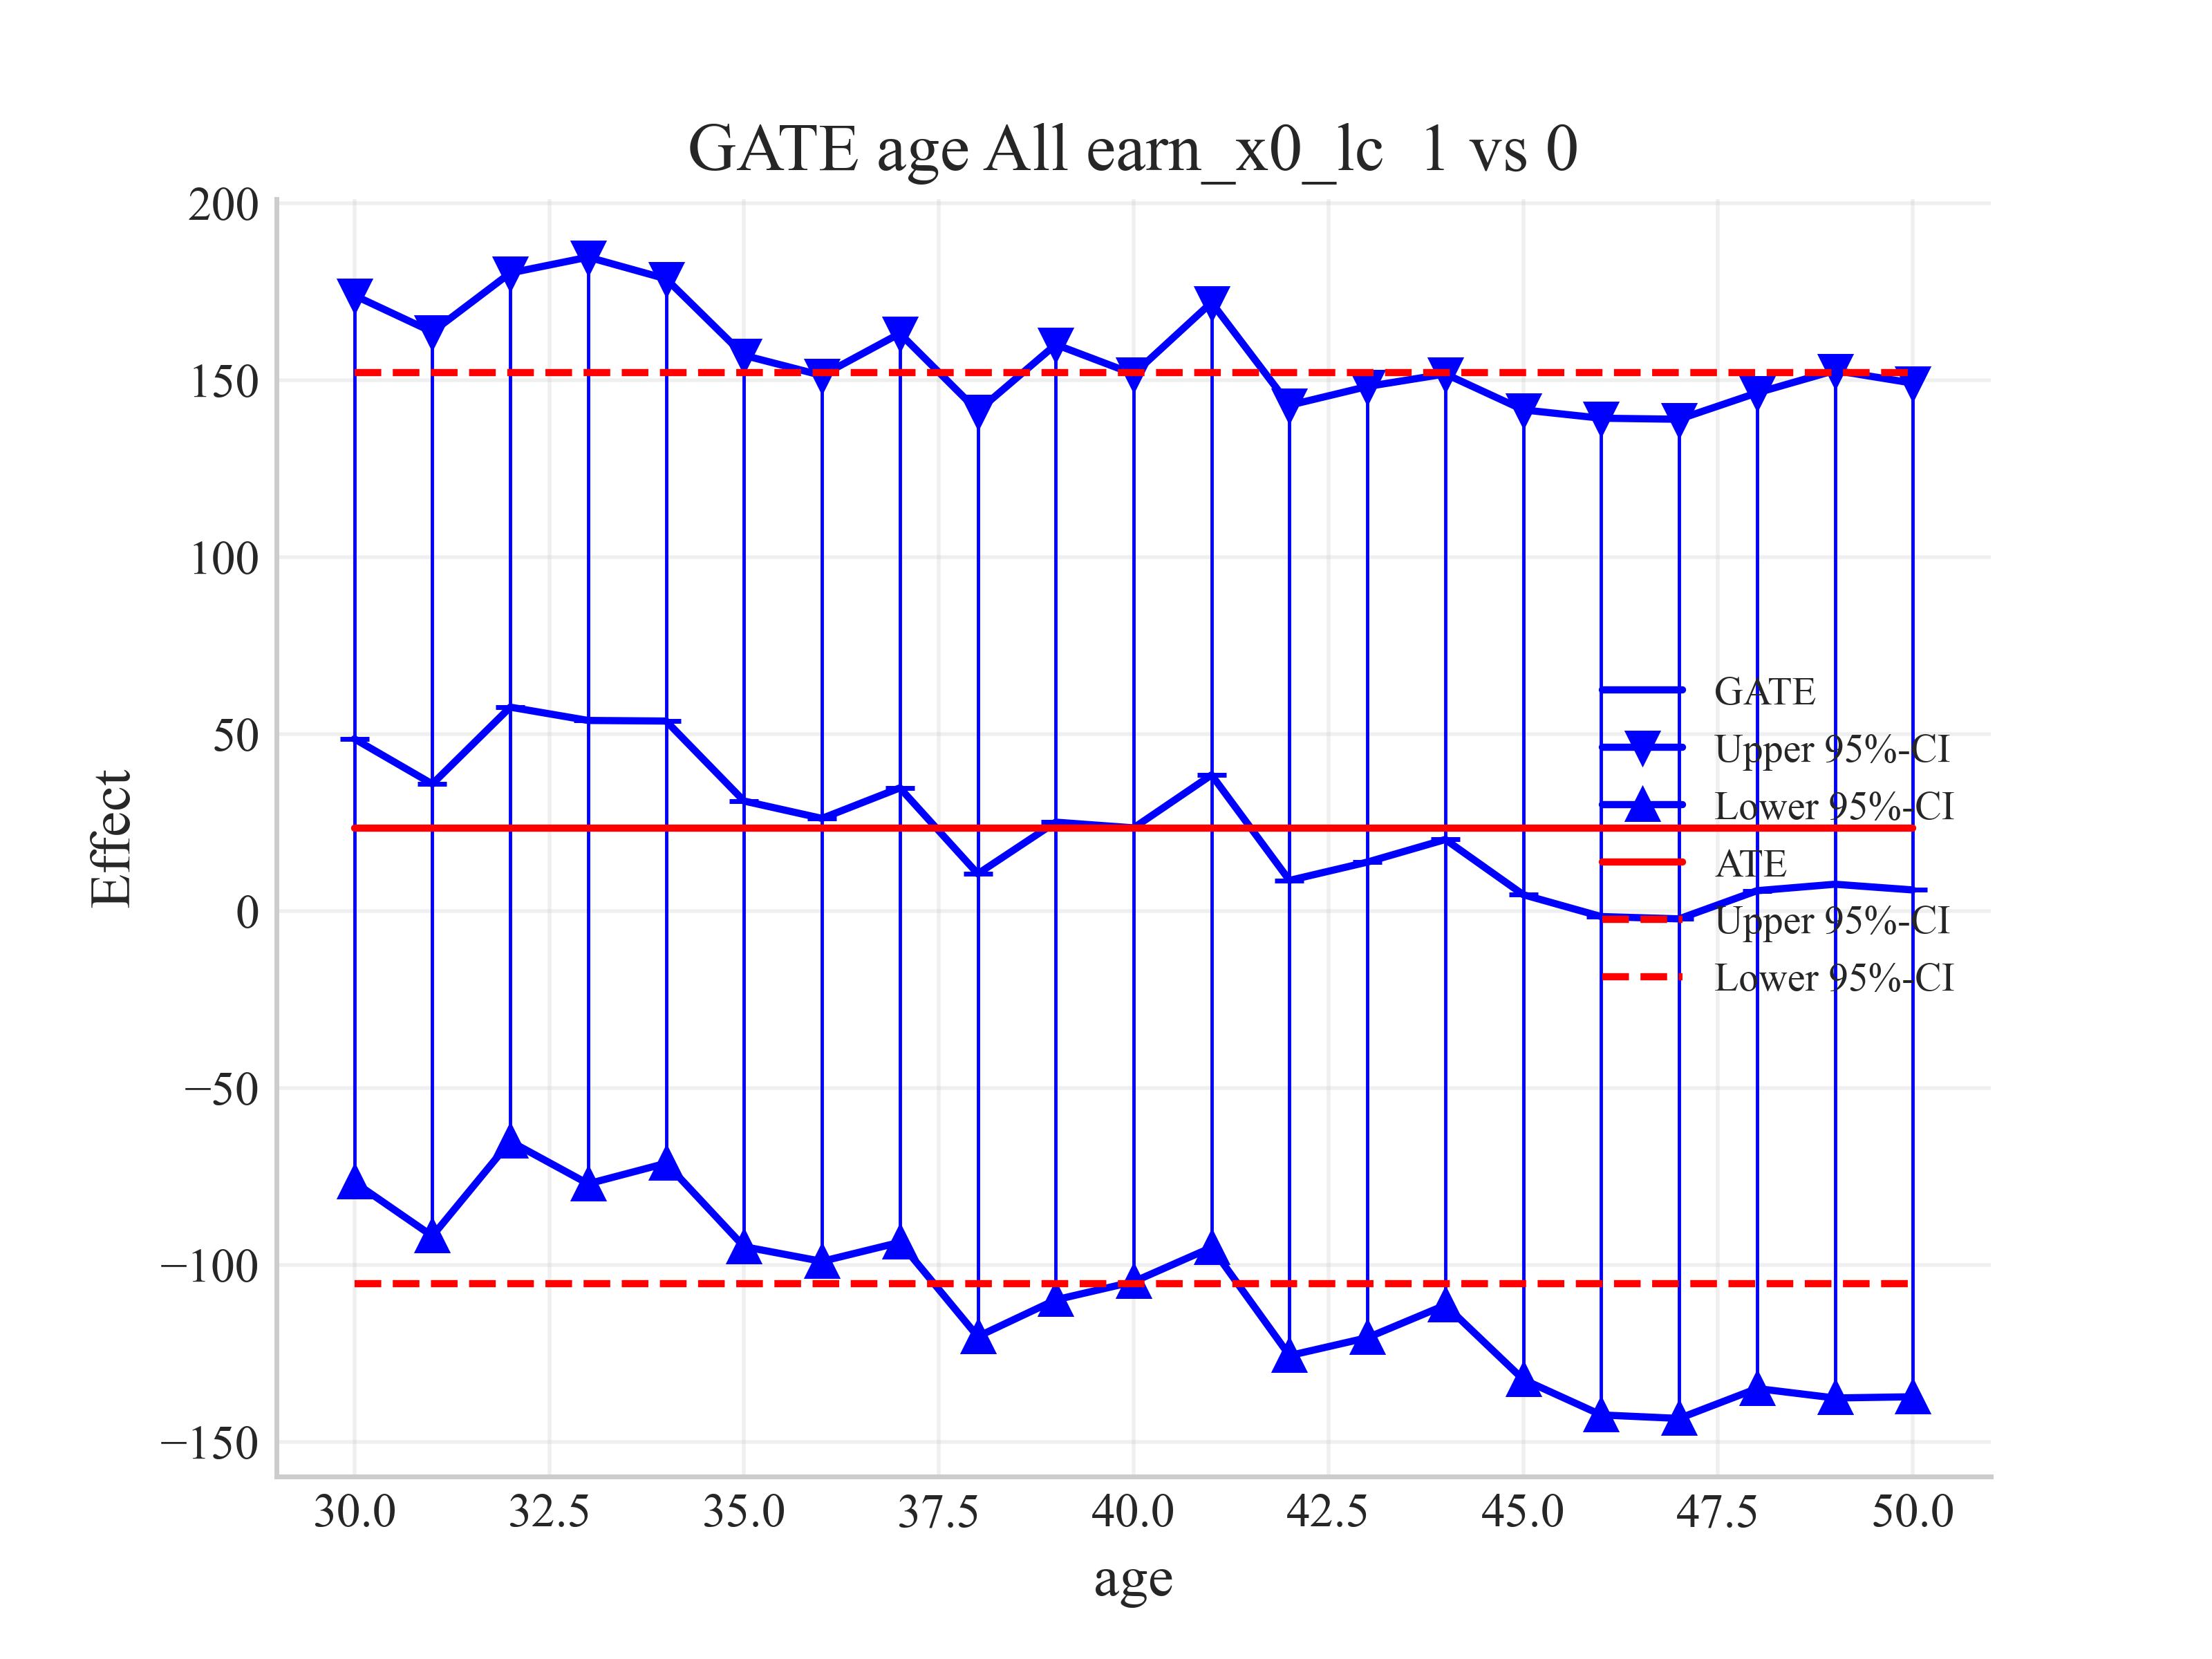 GATE age All earn_x0_lc 1 vs 0
200
150
100
50
0
−50
−100
−150
Effect
GATE
Upper 95%-CI
Lower 95%-CI
ATE
Upper 95%-CI
Lower 95%-CI
30.0 32.5 35.0 37.5 40.0 42.5 45.0 47.5 50.0
age